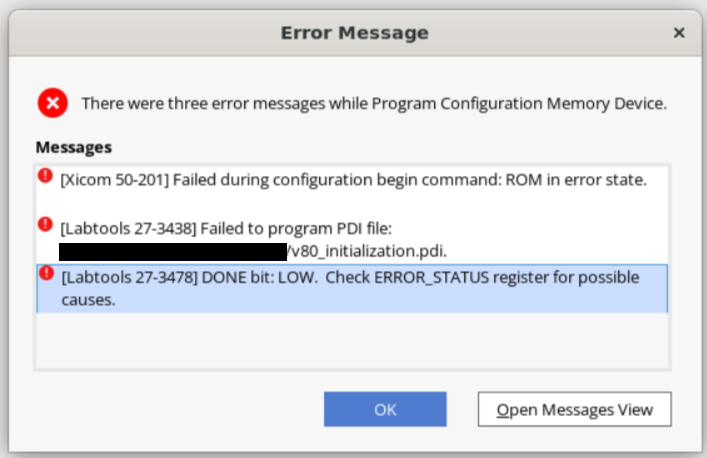 Error Message
There were three error messages while Program Configuration Memory Device.
Messages
[Xicom 50-201] Failed during configuration begin command: ROM in error state.
[Labtools 27-3438] Failed to program PDI file:
/v80_initialization.pdi.
[Labtools 27-3478] DONE bit: LOW.  Check ERROR_STATUS register for possible
causes.
OK
Open Messages View